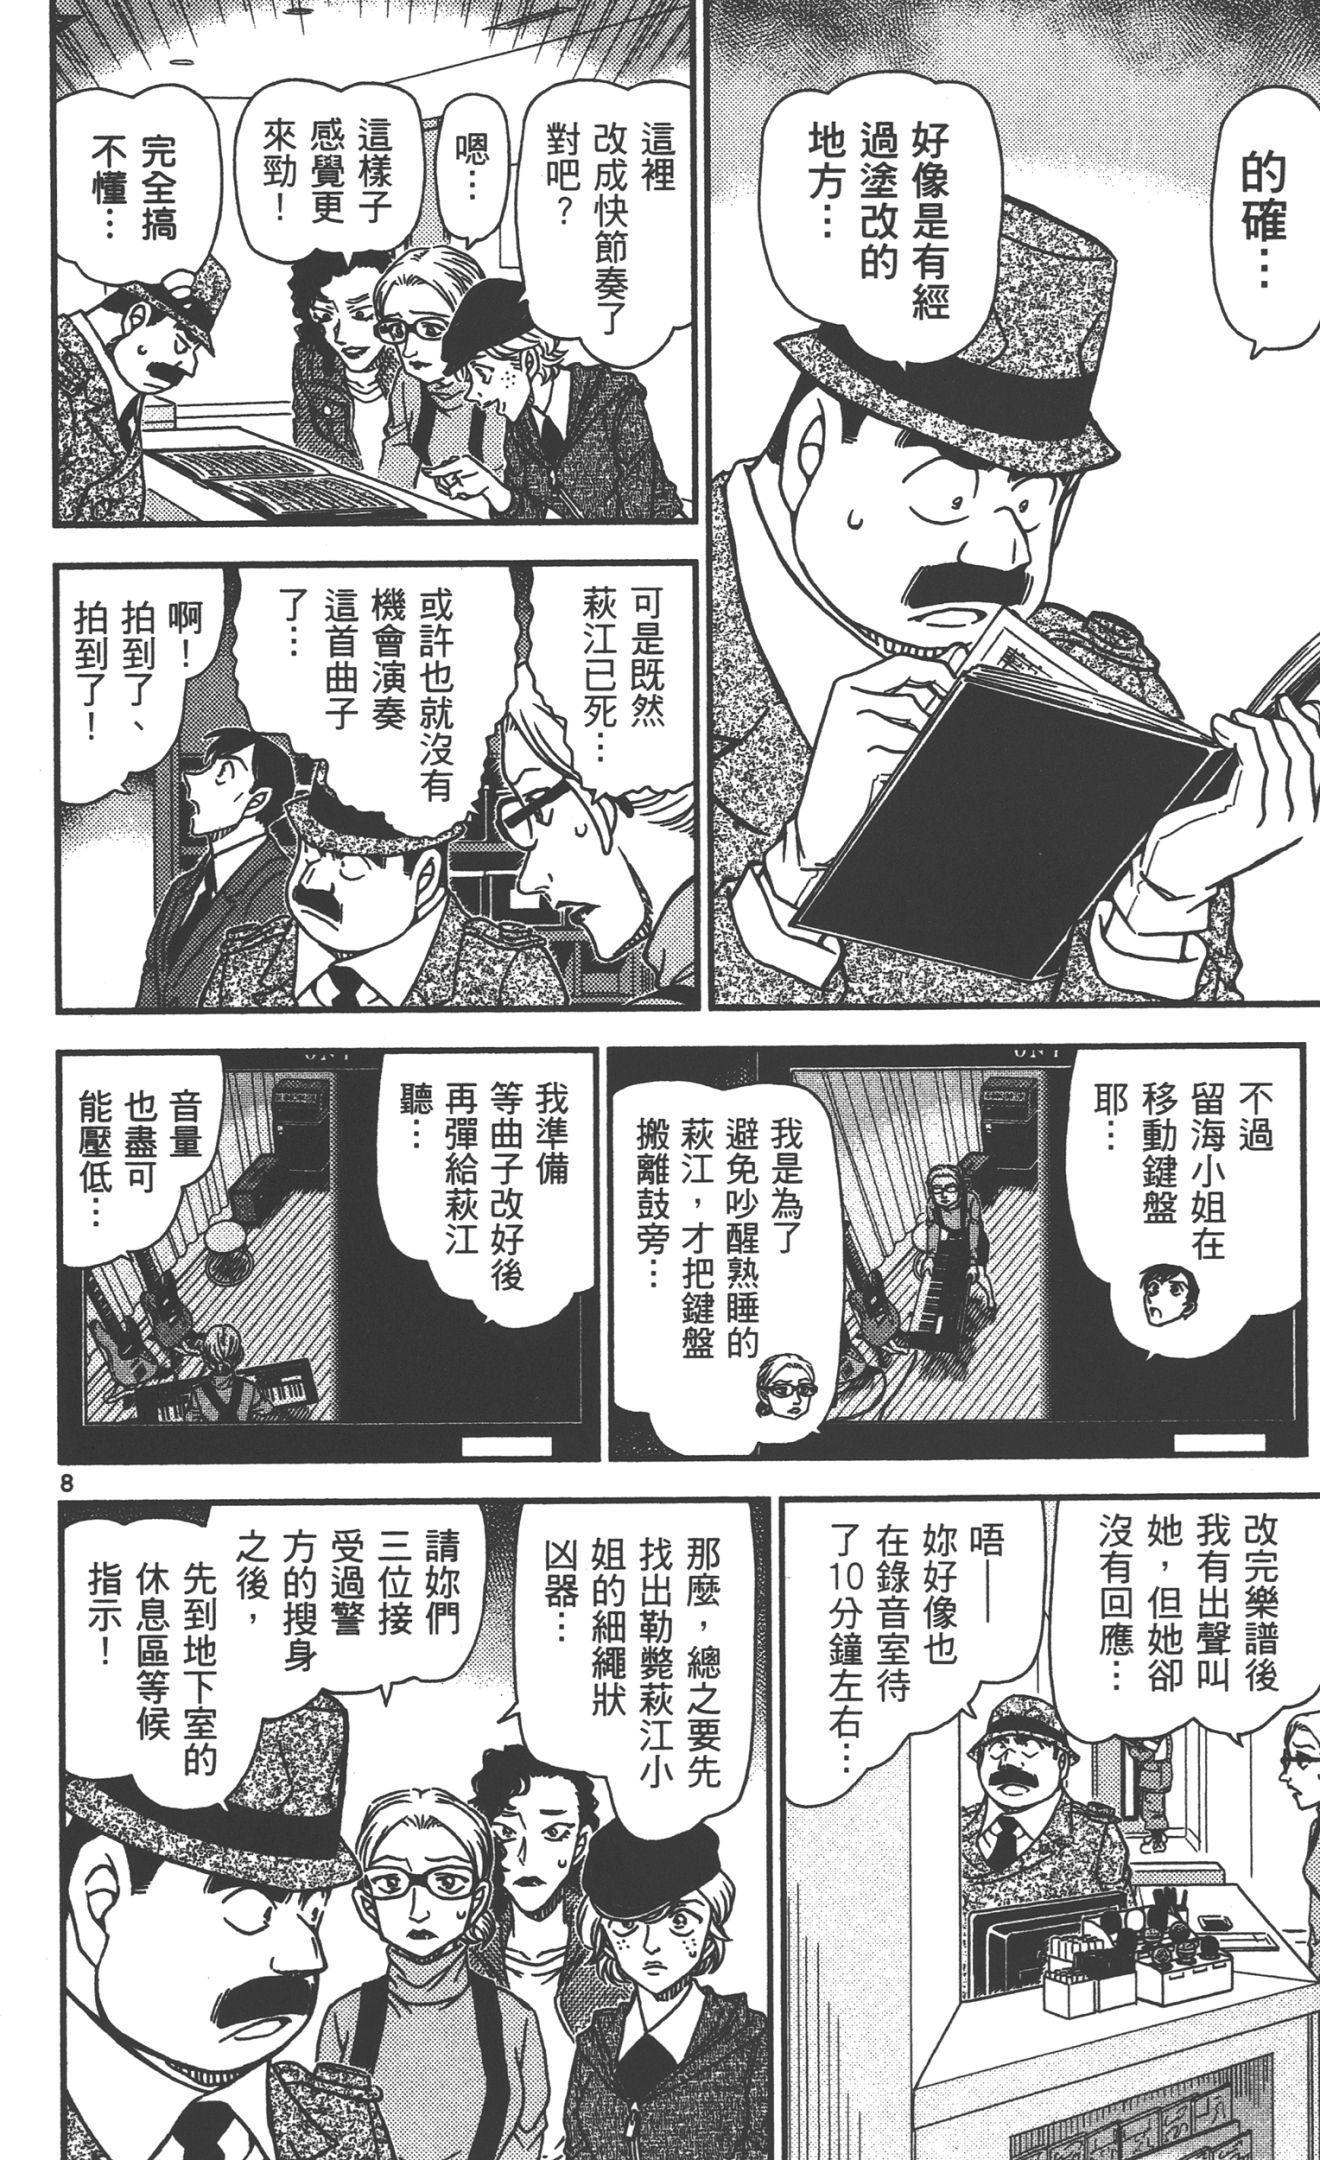 的確…
好像是有經
過塗改的
地方…
這裡
改成快節奏了
對吧？
嗯…
這樣子
感覺更
來勁！
完全搞
不懂…
可是既然
萩江已死…
或許也就沒有
機會演奏
這首曲子
了…
啊！
拍到了、
拍到了！
不過
留海小姐在
移動鍵盤
耶…
我是為了
避免吵醒熟睡的
萩江，才把鍵盤
搬離鼓旁…
我準備
等曲子改好後
再彈給萩江
聽…
音量
也盡可
能壓低…
8
改完樂譜後
我有出聲叫
她，但她卻
沒有回應…
唔——
妳好像也
在錄音室待
了10分鐘左右…
那麼，總之要先
找出勒斃萩江小
姐的細繩狀
凶器…
請妳們
三位接
受過警
方的搜身
之後，
先到地下室的
休息區等候
指示！